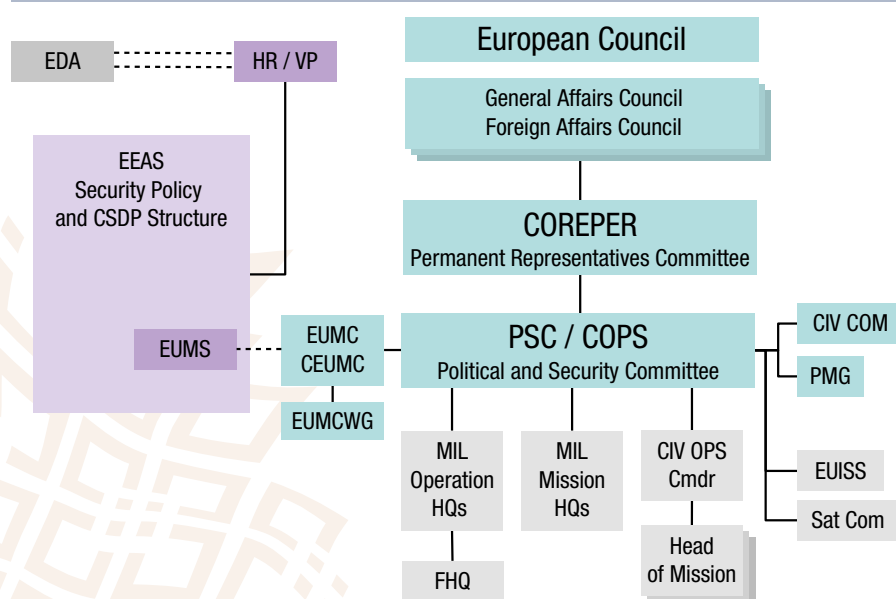 European Council
EDA
HR / VP
General Affairs Council
Foreign Affairs Council
EEAS
Security Policy
and CSDP Structure
COREPER
Permanent Representatives Committee
EUMS
EUMC
CEUMC
EUMCWG
PSC / COPS
Political and Security Committee
CIV COM
PMG
MIL
Operation
HQs
MIL
Mission
HQs
CIV OPS
Cmdr
EUISS
Sat Com
FHQ
Head
of Mission